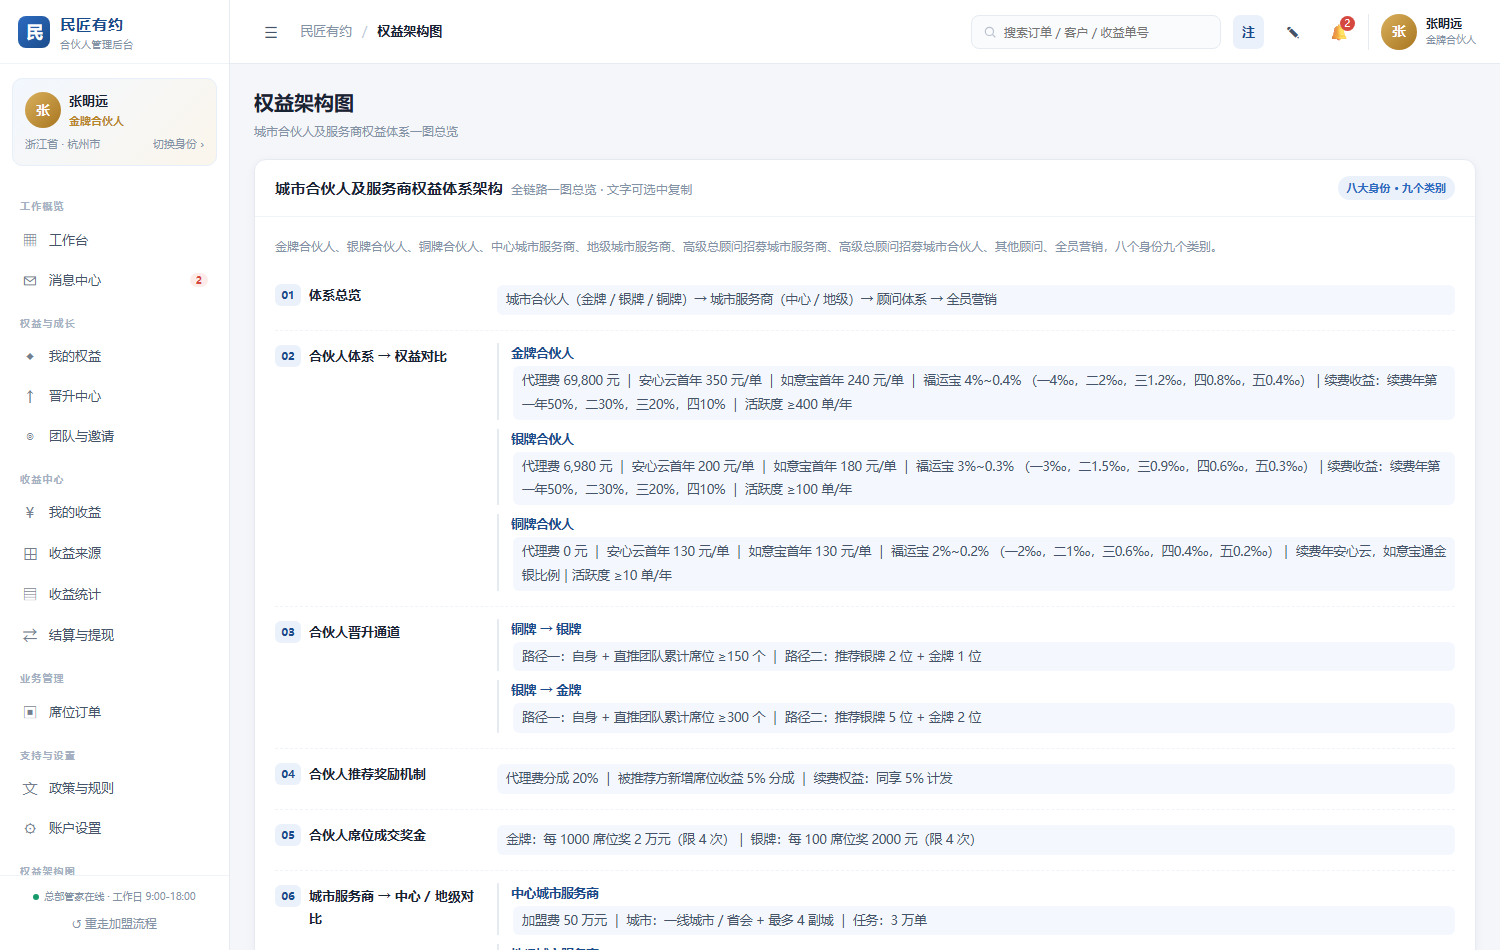 民 民匠有约
合伙人管理后台
张 张明远
金牌合伙人
浙江省 · 杭州市 切换身份 ›
工作概览
工作台
消息中心 2
权益与成长
我的权益
晋升中心
团队与邀请
收益中心
我的收益
收益来源
收益统计
结算与提现
业务管理
席位订单
支持与设置
政策与规则
账户设置
权益架构图
总部管家在线 · 工作日 9:00-18:00
↺ 重走加盟流程
☰ 民匠有约 / 权益架构图 搜索订单 / 客户 / 收益单号 注 2 张 张明远
金牌合伙人
权益架构图
城市合伙人及服务商权益体系一图总览
城市合伙人及服务商权益体系架构 全链路一图总览 · 文字可选中复制 八大身份 • 九个类别
金牌合伙人、银牌合伙人、铜牌合伙人、中心城市服务商、地级城市服务商、高级总顾问招募城市服务商、高级总顾问招募城市合伙人、其他顾问、全员营销，八个身份九个类别。
01 体系总览 城市合伙人（金牌 / 银牌 / 铜牌）→ 城市服务商（中心 / 地级）→ 顾问体系 → 全员营销
02 合伙人体系 → 权益对比
金牌合伙人
代理费 69,800 元 ｜ 安心云首年 350 元/单 ｜ 如意宝首年 240 元/单 ｜ 福运宝 4%~0.4% （一4‰，二2‰，三1.2‰，四0.8‰，五0.4‰） | 续费收益：续费年第
一年50%，二30%，三20%，四10% ｜ 活跃度 ≥400 单/年
银牌合伙人
代理费 6,980 元 ｜ 安心云首年 200 元/单 ｜ 如意宝首年 180 元/单 ｜ 福运宝 3%~0.3% （一3‰，二1.5‰，三0.9‰，四0.6‰，五0.3‰） | 续费收益：续费年第
一年50%，二30%，三20%，四10% ｜ 活跃度 ≥100 单/年
铜牌合伙人
代理费 0 元 ｜ 安心云首年 130 元/单 ｜ 如意宝首年 130 元/单 ｜ 福运宝 2%~0.2% （一2‰，二1‰，三0.6‰，四0.4‰，五0.2‰） ｜ 续费年安心云，如意宝通金
银比例 | 活跃度 ≥10 单/年
03 合伙人晋升通道
铜牌 → 银牌
路径一：自身 + 直推团队累计席位 ≥150 个 ｜ 路径二：推荐银牌 2 位 + 金牌 1 位
银牌 → 金牌
路径一：自身 + 直推团队累计席位 ≥300 个 ｜ 路径二：推荐银牌 5 位 + 金牌 2 位
04 合伙人推荐奖励机制 代理费分成 20% ｜ 被推荐方新增席位收益 5% 分成 ｜ 续费权益：同享 5% 计发
05 合伙人席位成交奖金 金牌：每 1000 席位奖 2 万元（限 4 次） ｜ 银牌：每 100 席位奖 2000 元（限 4 次）
06 城市服务商 → 中心 / 地级对
比
中心城市服务商
加盟费 50 万元 ｜ 城市：一线城市 / 省会 + 最多 4 副城 ｜ 任务：3 万单